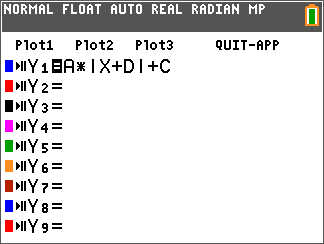 NORMAL FLOAT AUTO REAL RADIAN MP
Plot1 Plot2 Plot3 QUIT-APP
Y1=A*|X+D|+C
Y2=
Y3=
Y4=
Y5=
Y6=
Y7=
Y8=
Y9=